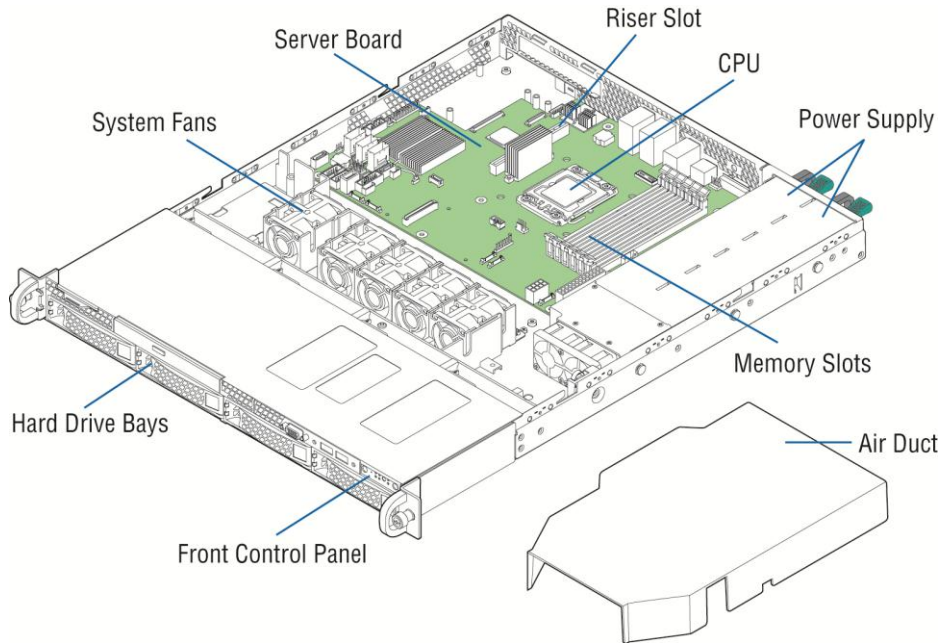 Riser Slot
Server Board
CPU
System Fans
Power Supply
Memory Slots
Hard Drive Bays
Air Duct
Front Control Panel